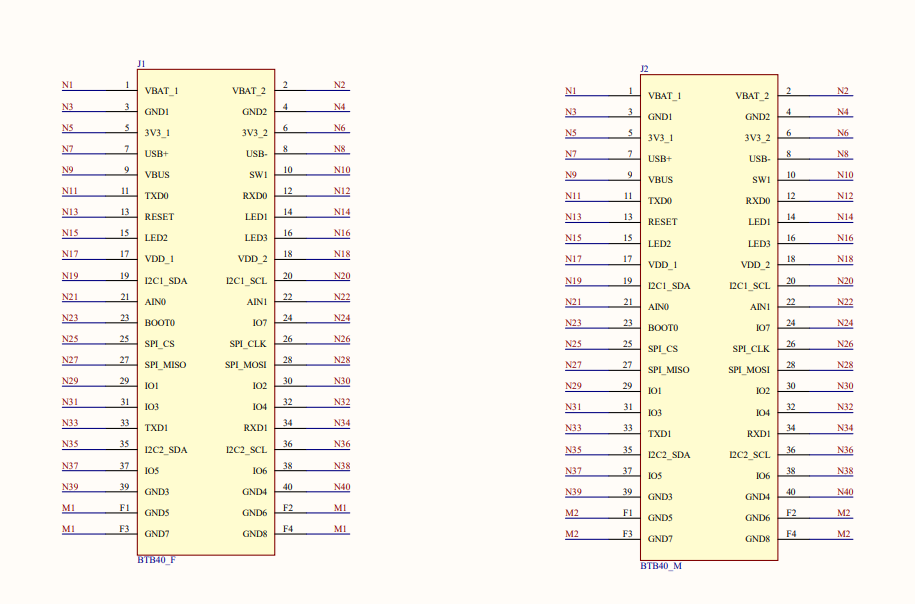 J1
N1 1 VBAT_1 VBAT_2 2 N2
N3 3 GND1 GND2 4 N4
N5 5 3V3_1 3V3_2 6 N6
N7 7 USB+ USB- 8 N8
N9 9 VBUS SW1 10 N10
N11 11 TXD0 RXD0 12 N12
N13 13 RESET LED1 14 N14
N15 15 LED2 LED3 16 N16
N17 17 VDD_1 VDD_2 18 N18
N19 19 I2C1_SDA I2C1_SCL 20 N20
N21 21 AIN0 AIN1 22 N22
N23 23 BOOT0 IO7 24 N24
N25 25 SPI_CS SPI_CLK 26 N26
N27 27 SPI_MISO SPI_MOSI 28 N28
N29 29 IO1 IO2 30 N30
N31 31 IO3 IO4 32 N32
N33 33 TXD1 RXD1 34 N34
N35 35 I2C2_SDA I2C2_SCL 36 N36
N37 37 IO5 IO6 38 N38
N39 39 GND3 GND4 40 N40
M1 F1 GND5 GND6 F2 M1
M1 F3 GND7 GND8 F4 M1
BTB40_F
J2
N1 1 VBAT_1 VBAT_2 2 N2
N3 3 GND1 GND2 4 N4
N5 5 3V3_1 3V3_2 6 N6
N7 7 USB+ USB- 8 N8
N9 9 VBUS SW1 10 N10
N11 11 TXD0 RXD0 12 N12
N13 13 RESET LED1 14 N14
N15 15 LED2 LED3 16 N16
N17 17 VDD_1 VDD_2 18 N18
N19 19 I2C1_SDA I2C1_SCL 20 N20
N21 21 AIN0 AIN1 22 N22
N23 23 BOOT0 IO7 24 N24
N25 25 SPI_CS SPI_CLK 26 N26
N27 27 SPI_MISO SPI_MOSI 28 N28
N29 29 IO1 IO2 30 N30
N31 31 IO3 IO4 32 N32
N33 33 TXD1 RXD1 34 N34
N35 35 I2C2_SDA I2C2_SCL 36 N36
N37 37 IO5 IO6 38 N38
N39 39 GND3 GND4 40 N40
M2 F1 GND5 GND6 F2 M2
M2 F3 GND7 GND8 F4 M2
BTB40_M